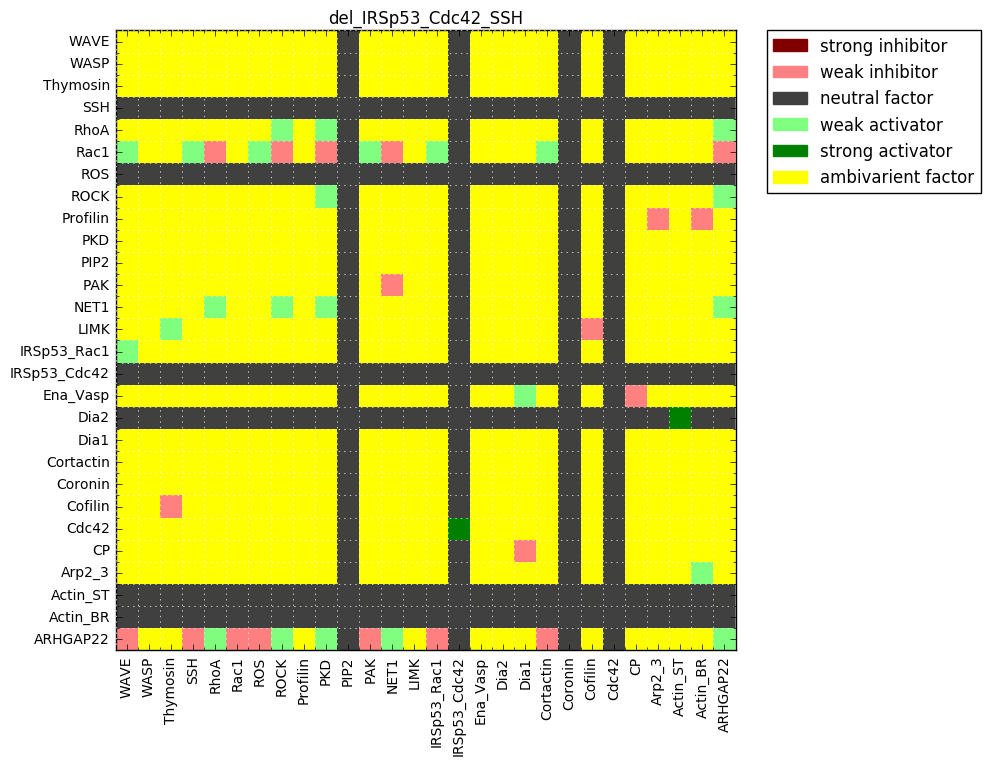 del_IRSp53_Cdc42_SSH
WAVE
WASP
Thymosin
SSH
RhoA
Rac1
ROS
ROCK
Profilin
PKD
PIP2
PAK
NET1
LIMK
IRSp53_Rac1
IRSp53_Cdc42
Ena_Vasp
Dia2
Dia1
Cortactin
Coronin
Cofilin
Cdc42
CP
Arp2_3
Actin_ST
Actin_BR
ARHGAP22
WAVE
WASP
Thymosin
SSH
RhoA
Rac1
ROS
ROCK
Profilin
PKD
PIP2
PAK
NET1
LIMK
IRSp53_Rac1
IRSp53_Cdc42
Ena_Vasp
Dia2
Dia1
Cortactin
Coronin
Cofilin
Cdc42
CP
Arp2_3
Actin_ST
Actin_BR
ARHGAP22
strong inhibitor
weak inhibitor
neutral factor
weak activator
strong activator
ambivarient factor